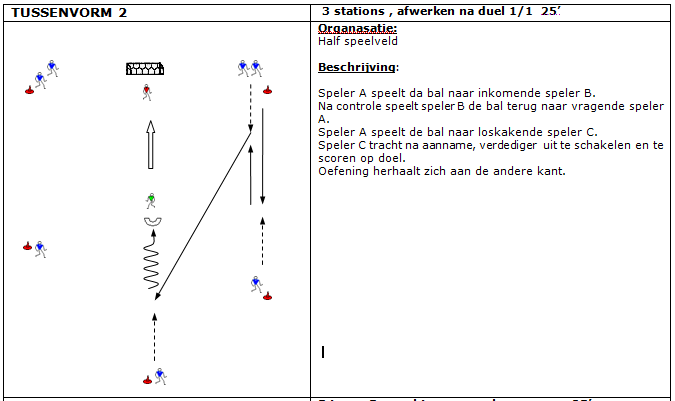 TUSSENVORM 2
3 stations , afwerken na duel 1/1  25’
Organasatie:
Half speelveld
Beschrijving:
Speler A speelt da bal naar inkomende speler B.
Na controle speelt speler B de bal terug naar vragende speler
A.
Speler A speelt de bal naar loskakende speler C.
Speler C tracht na aanname, verdediger uit te schakelen en te
scoren op doel.
Oefening herhaalt zich aan de andere kant.